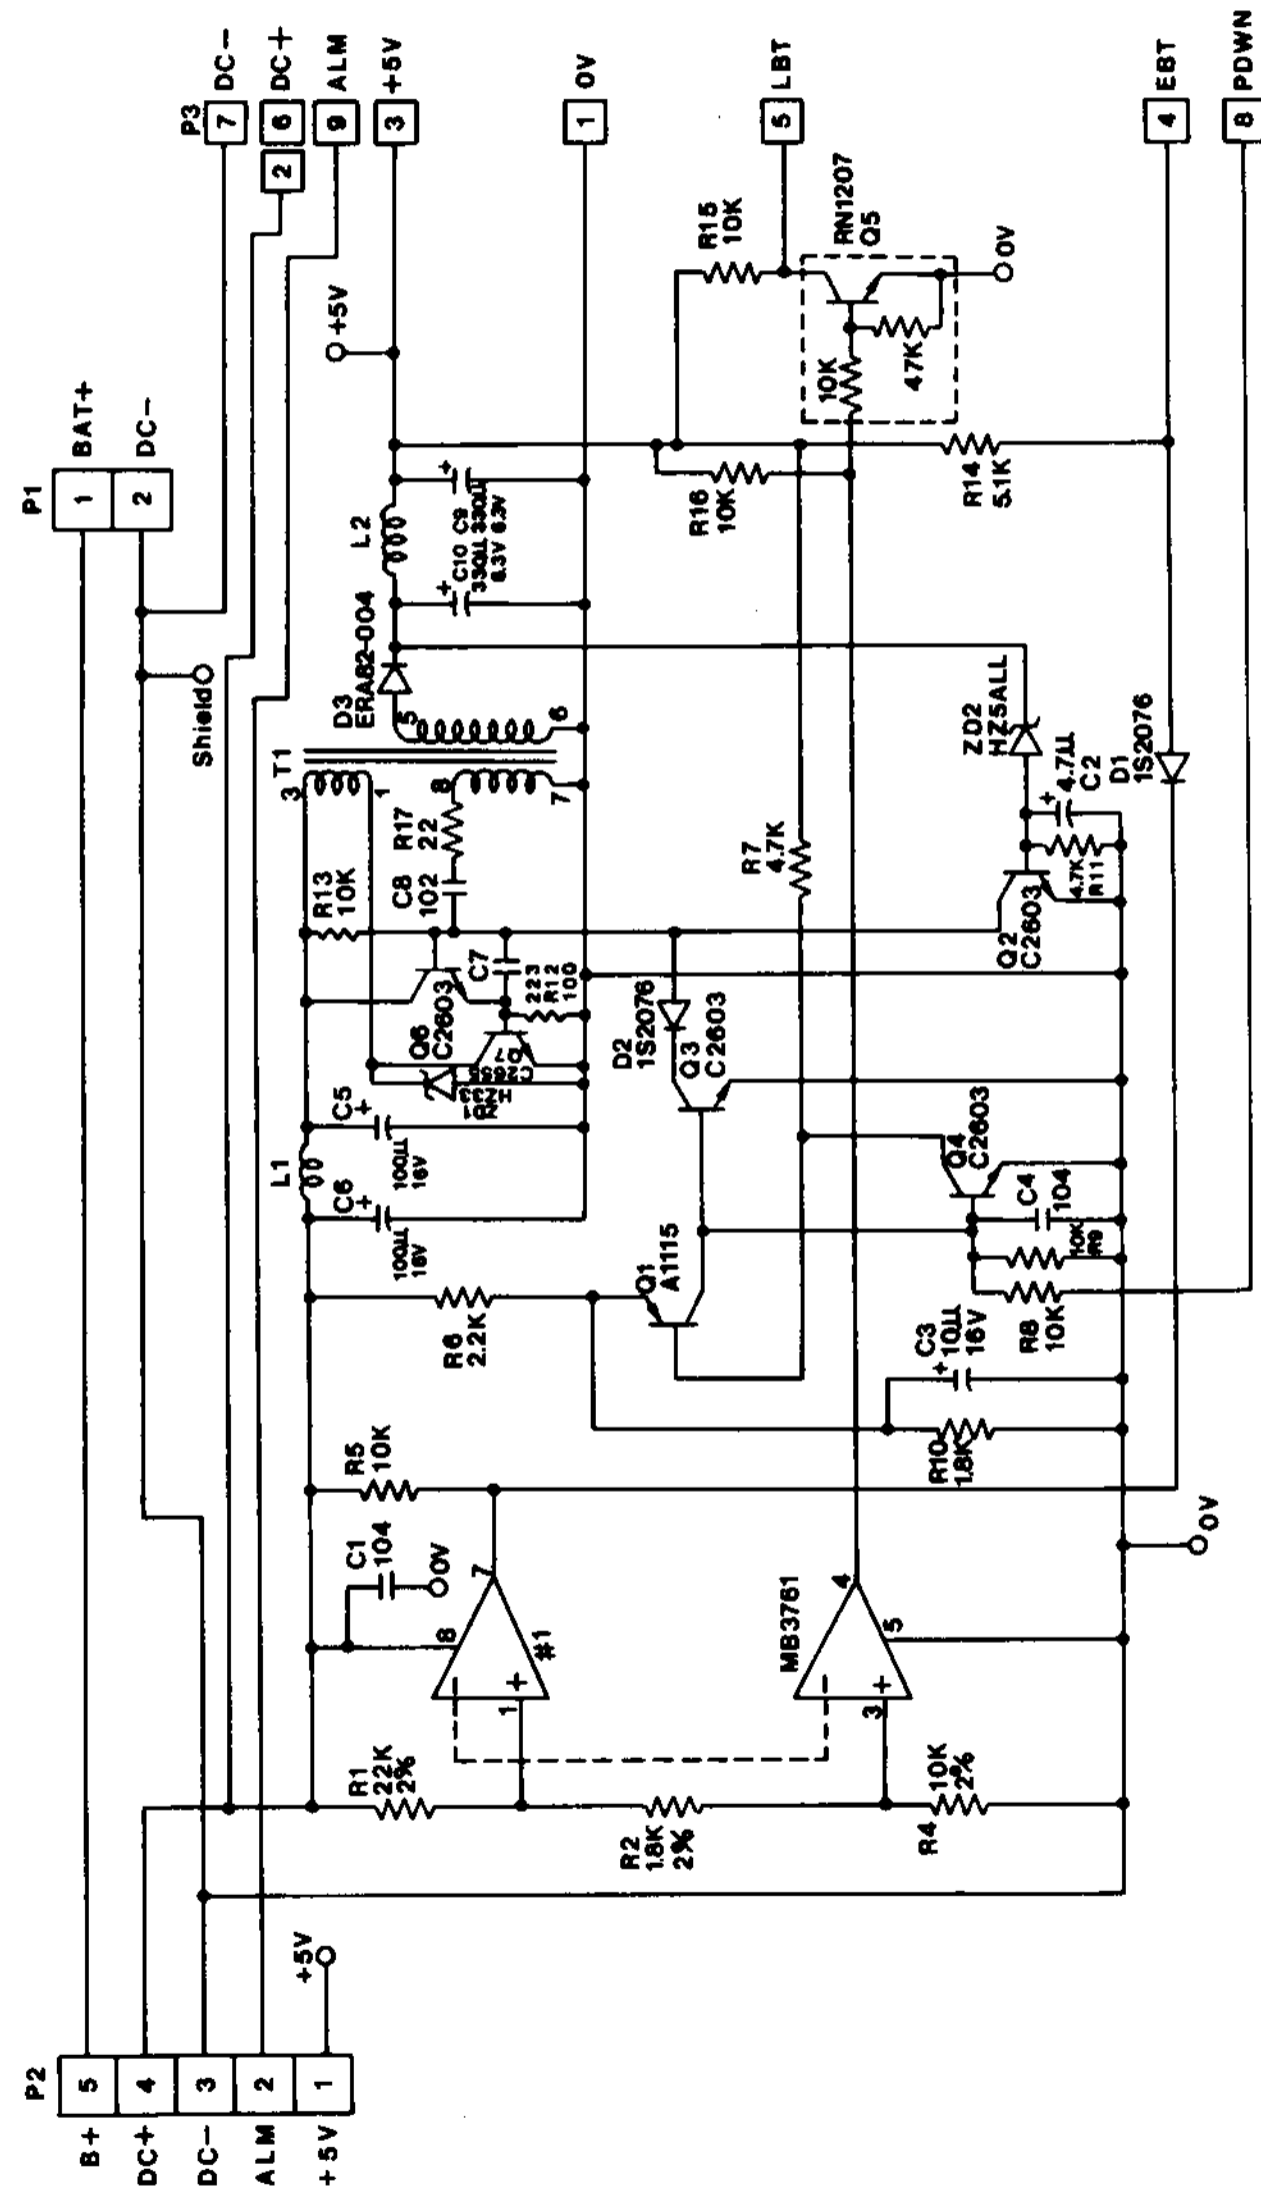 P2
B+ 5
DC+ 4
DC− 3
ALM 2
+5V 1
+5V
P1
1 BAT+
2 DC−
P3
7 DC−
2 6 DC+
9 ALM
3 +5V
1 0V
5 LBT
4 EBT
8 PDWN
Shield
R1
22K
2%
R2
1.8K
2%
R4
10K
2%
1
+
−
8
7
#1
C1
104
0V
R5
10K
MB3761
3
+
−
4
5
0V
L1
C6
+
100µ
16V
C5
+
100µ
16V
R6
2.2K
Q1
A1115
R10
1.8K
C3
+
10µ
16V
R8
10K
10K
R9
C4
104
Q4
C2603
ZD1
Q6
C2603
Q7
C7
223
R12
100
R13
10K
C8
102
R17
22
T1
3
1
8
7
5
6
D3
ERA82-004
L2
+
C10
330µ
6.3V
+
C9
330µ
6.3V
+5V
D2
1S2076
Q3
C2603
R7
4.7K
Q2
C2603
4.7K
R11
+
4.7µ
C2
ZD2
HZ5ALL
D1
1S2076
R16
10K
R15
10K
R14
5.1K
RN1207
Q5
10K
47K
0V